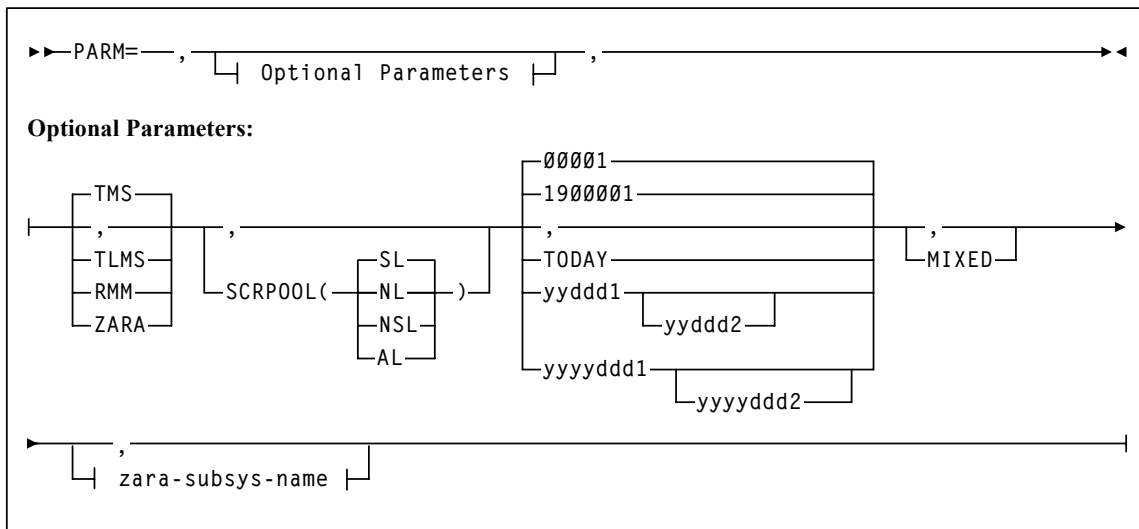 PARM= , ,
Optional Parameters
Optional Parameters:
ØØØØ1
TMS 19ØØØØ1
, , , ,
TLMS SL TODAY MIXED
RMM SCRPOOL( NL ) yyddd1
ZARA NSL yyddd2
AL yyyyddd1
yyyyddd2
,
zara-subsys-name